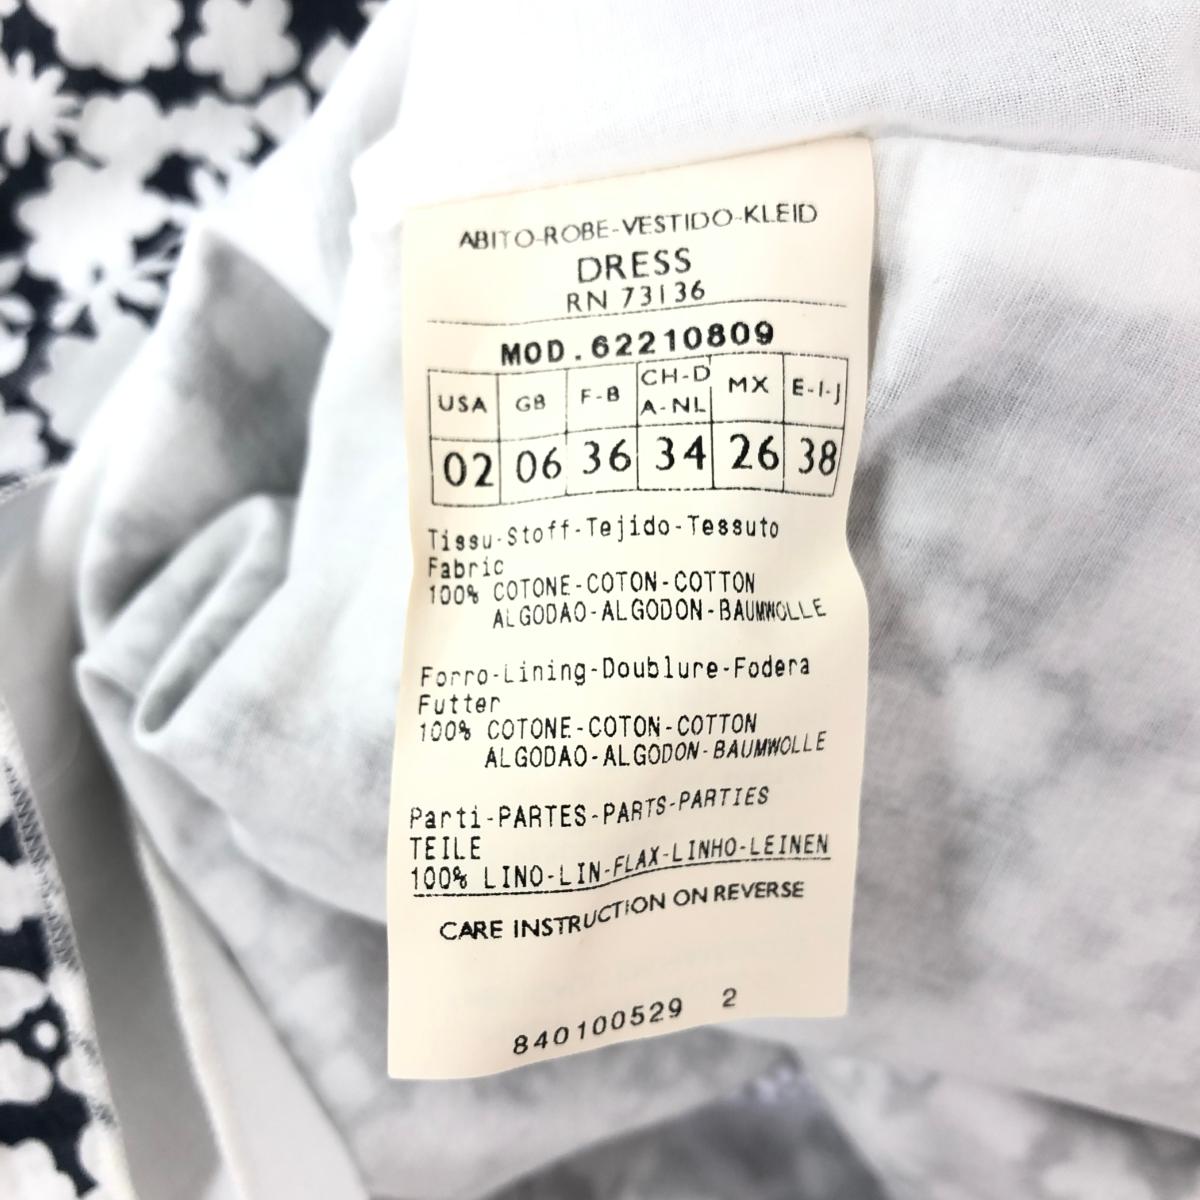 ABITO-ROBE-VESTIDO-KLEID
DRESS
RN 73136
MOD.62210809
USA GB F-B CH-D A-NL MX E-I-J
02 06 36 34 26 38
Tissu-Stoff-Tejido-Tessuto
Fabric
100% COTONE-COTON-COTTON
ALGODAO-ALGODON-BAUMWOLLE
Forro-Lining-Doublure-Fodera
Futter
100% COTONE-COTON-COTTON
ALGODAO-ALGODON-BAUMWOLLE
Parti-PARTES-PARTS-PARTIES
TEILE
100% LINO-LIN-FLAX-LINHO-LEINEN
CARE INSTRUCTION ON REVERSE
840100529 2